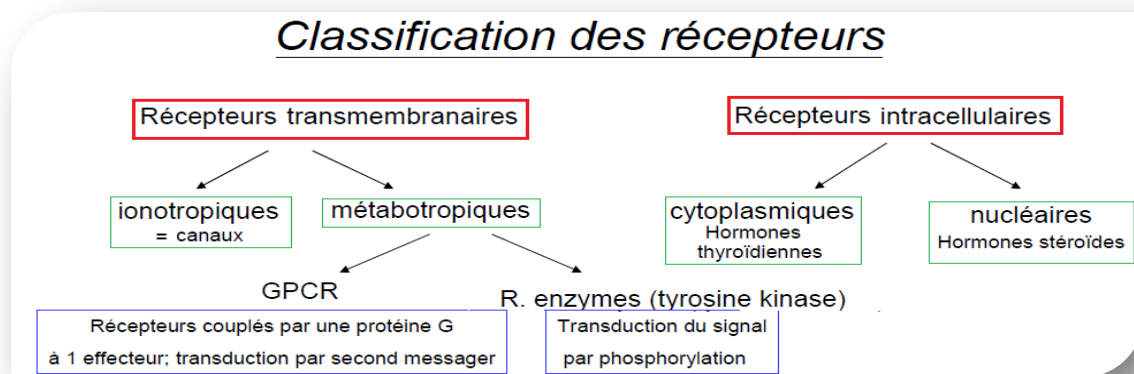 Classification des récepteurs
Récepteurs transmembranaires
Récepteurs intracellulaires
ionotropiques
= canaux
métabotropiques
cytoplasmiques
Hormones
thyroïdiennes
nucléaires
Hormones stéroïdes
GPCR
R. enzymes (tyrosine kinase)
Récepteurs couplés par une protéine G
à 1 effecteur; transduction par second messager
Transduction du signal
par phosphorylation